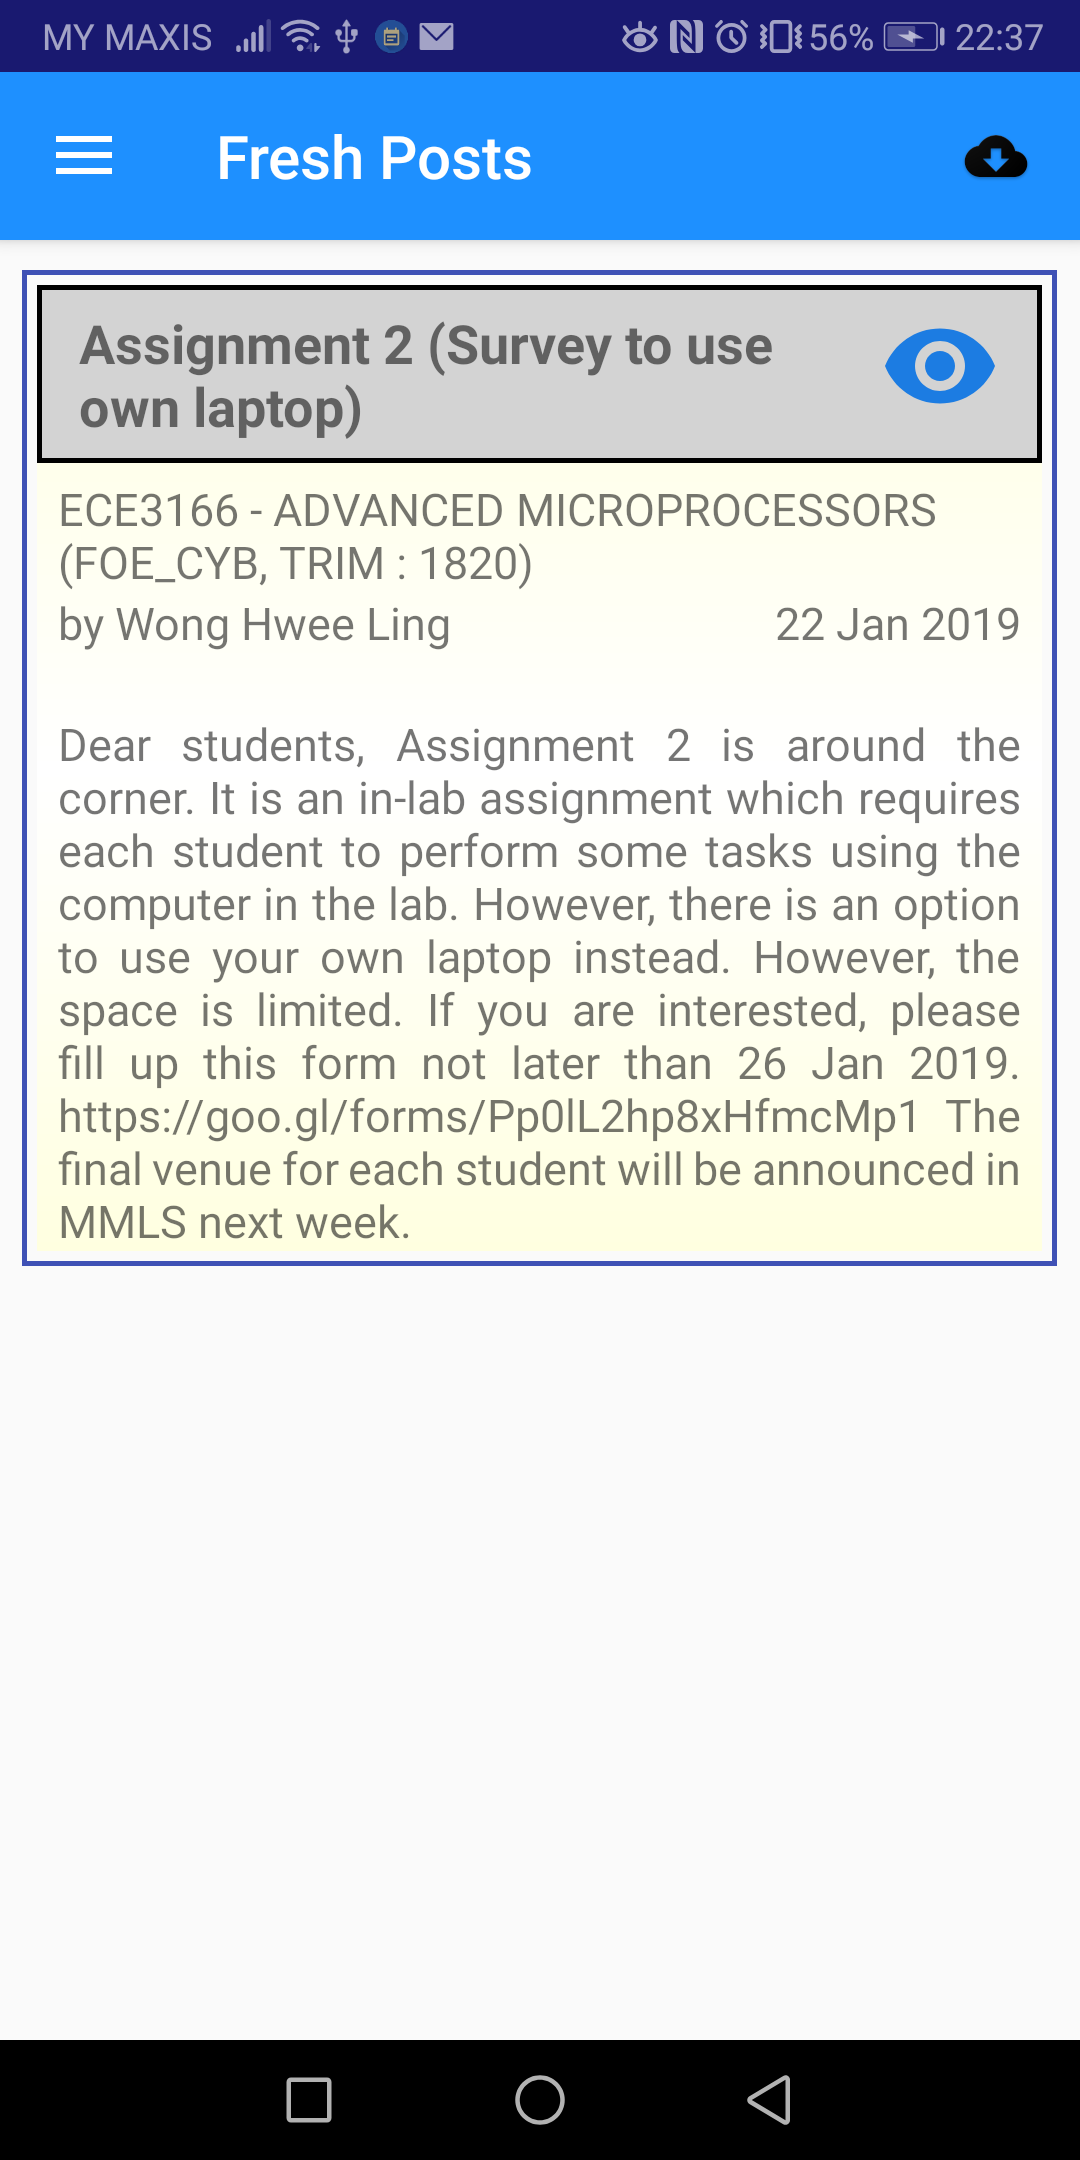 MY MAXIS 56% 22:37
Fresh Posts
Assignment 2 (Survey to use
own laptop)
ECE3166 - ADVANCED MICROPROCESSORS
(FOE_CYB, TRIM : 1820)
by Wong Hwee Ling 22 Jan 2019
Dear students, Assignment 2 is around the
corner. It is an in-lab assignment which requires
each student to perform some tasks using the
computer in the lab. However, there is an option
to use your own laptop instead. However, the
space is limited. If you are interested, please
fill up this form not later than 26 Jan 2019.
https://goo.gl/forms/Pp0lL2hp8xHfmcMp1 The
final venue for each student will be announced in
MMLS next week.